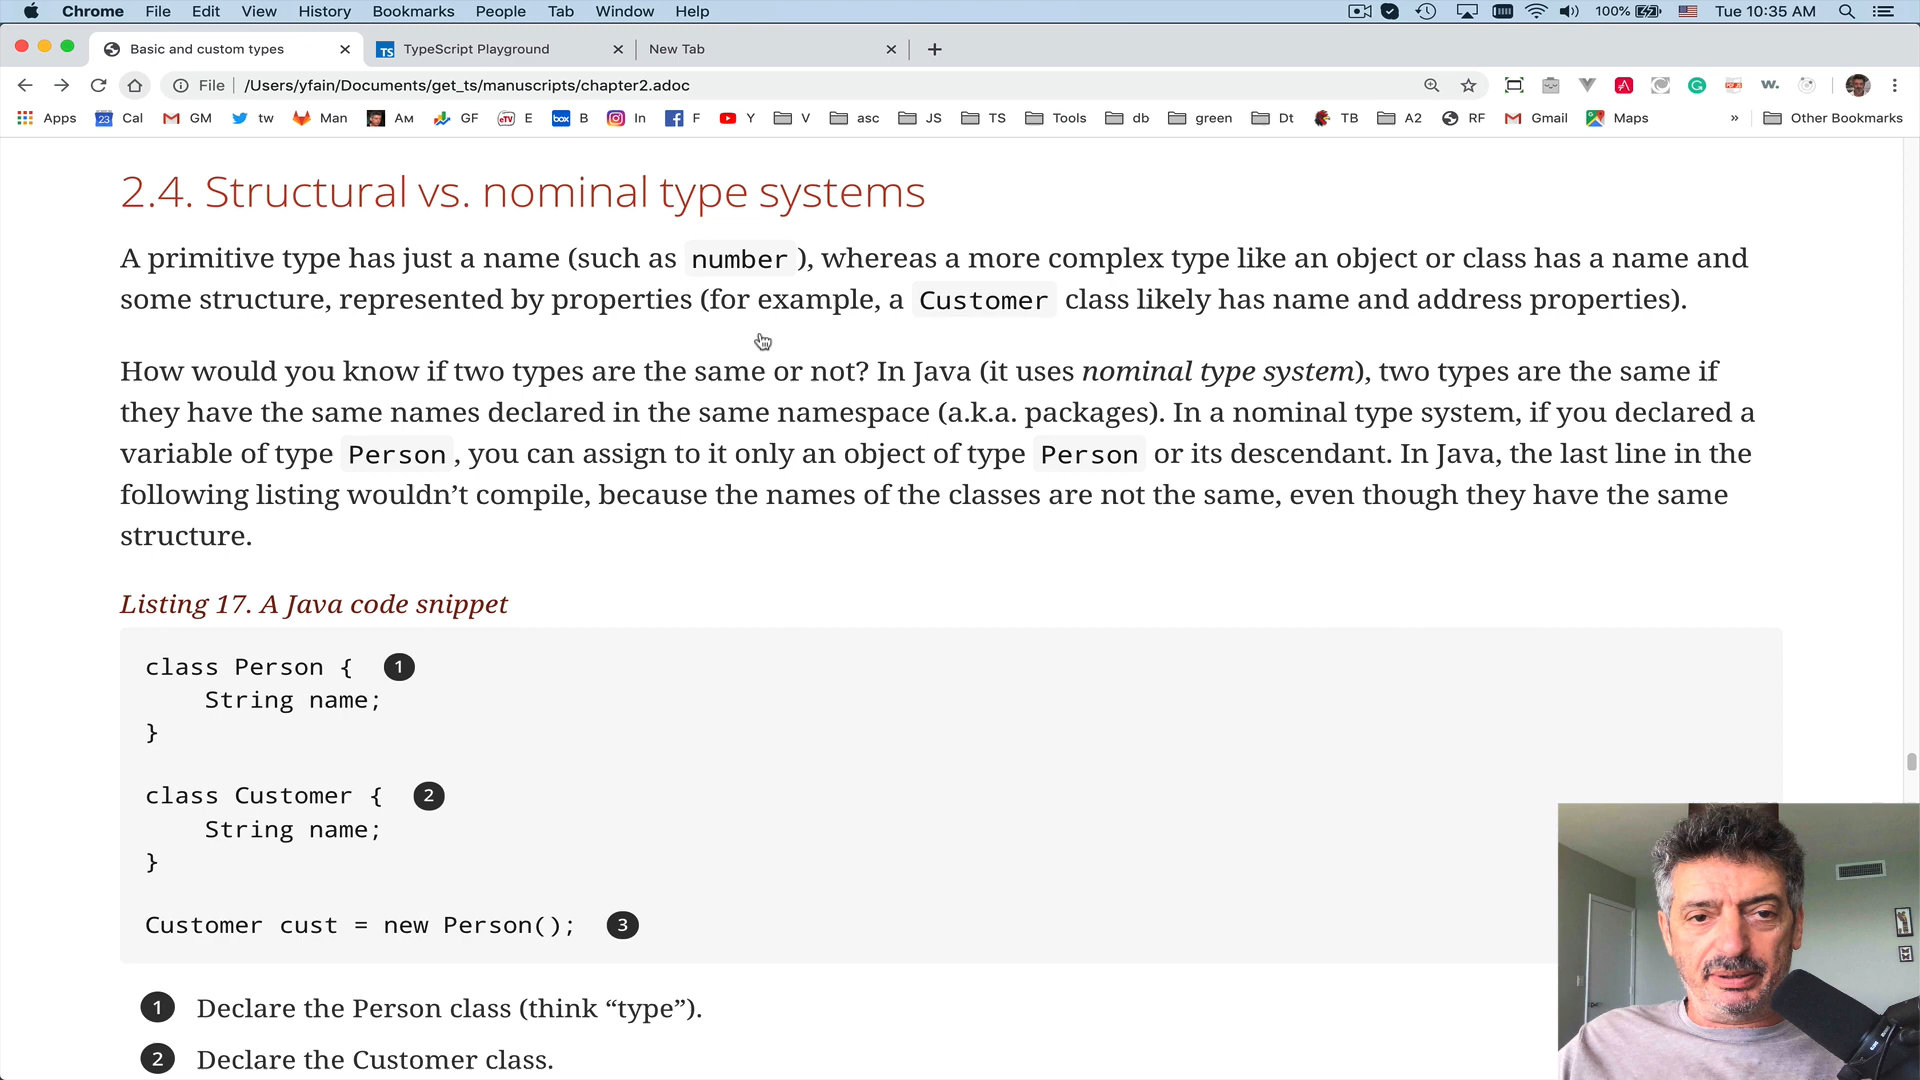 Chrome File Edit View History Bookmarks People Tab Window Help 100% Tue 10:35 AM
Basic and custom types TS TypeScript Playground New Tab
File /Users/yfain/Documents/get_ts/manuscripts/chapter2.adoc
Apps 23 Cal GM tw Man Ам GF eTV E box B In F Y V asc JS TS Tools db green Dt TB A2 RF Gmail Maps » Other Bookmarks
2.4. Structural vs. nominal type systems
A primitive type has just a name (such as number ), whereas a more complex type like an object or class has a name and
some structure, represented by properties (for example, a Customer class likely has name and address properties).
How would you know if two types are the same or not? In Java (it uses nominal type system), two types are the same if
they have the same names declared in the same namespace (a.k.a. packages). In a nominal type system, if you declared a
variable of type Person , you can assign to it only an object of type Person or its descendant. In Java, the last line in the
following listing wouldn’t compile, because the names of the classes are not the same, even though they have the same
structure.
Listing 17. A Java code snippet
class Person { 1
String name;
}
class Customer { 2
String name;
}
Customer cust = new Person(); 3
1 Declare the Person class (think “type”).
2 Declare the Customer class.